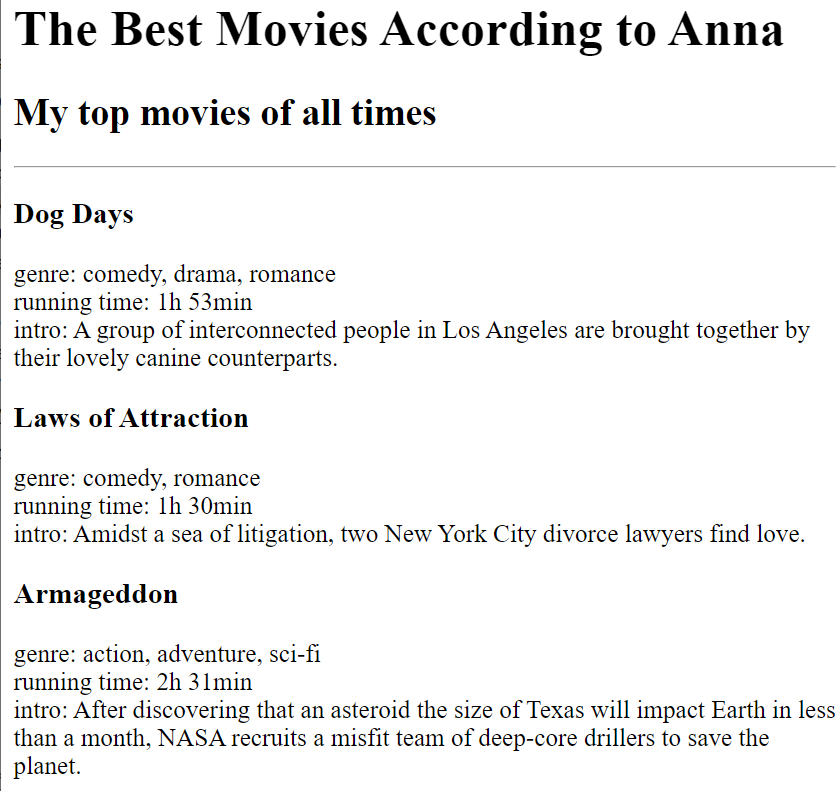 The Best Movies According to Anna
My top movies of all times
Dog Days
genre: comedy, drama, romance
running time: 1h 53min
intro: A group of interconnected people in Los Angeles are brought together by
their lovely canine counterparts.
Laws of Attraction
genre: comedy, romance
running time: 1h 30min
intro: Amidst a sea of litigation, two New York City divorce lawyers find love.
Armageddon
genre: action, adventure, sci-fi
running time: 2h 31min
intro: After discovering that an asteroid the size of Texas will impact Earth in less
than a month, NASA recruits a misfit team of deep-core drillers to save the
planet.